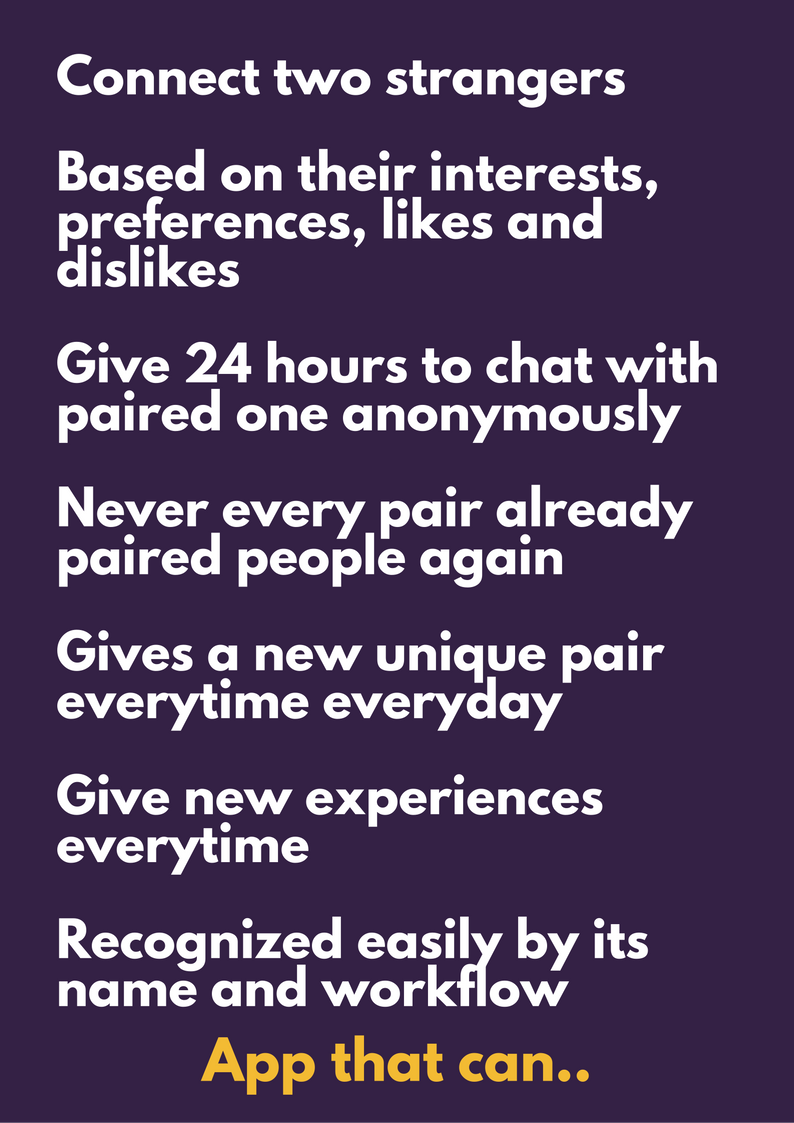 Connect two strangers
Based on their interests,
preferences, likes and
dislikes
Give 24 hours to chat with
paired one anonymously
Never every pair already
paired people again
Gives a new unique pair
everytime everyday
Give new experiences
everytime
Recognized easily by its
name and workflow
App that can..